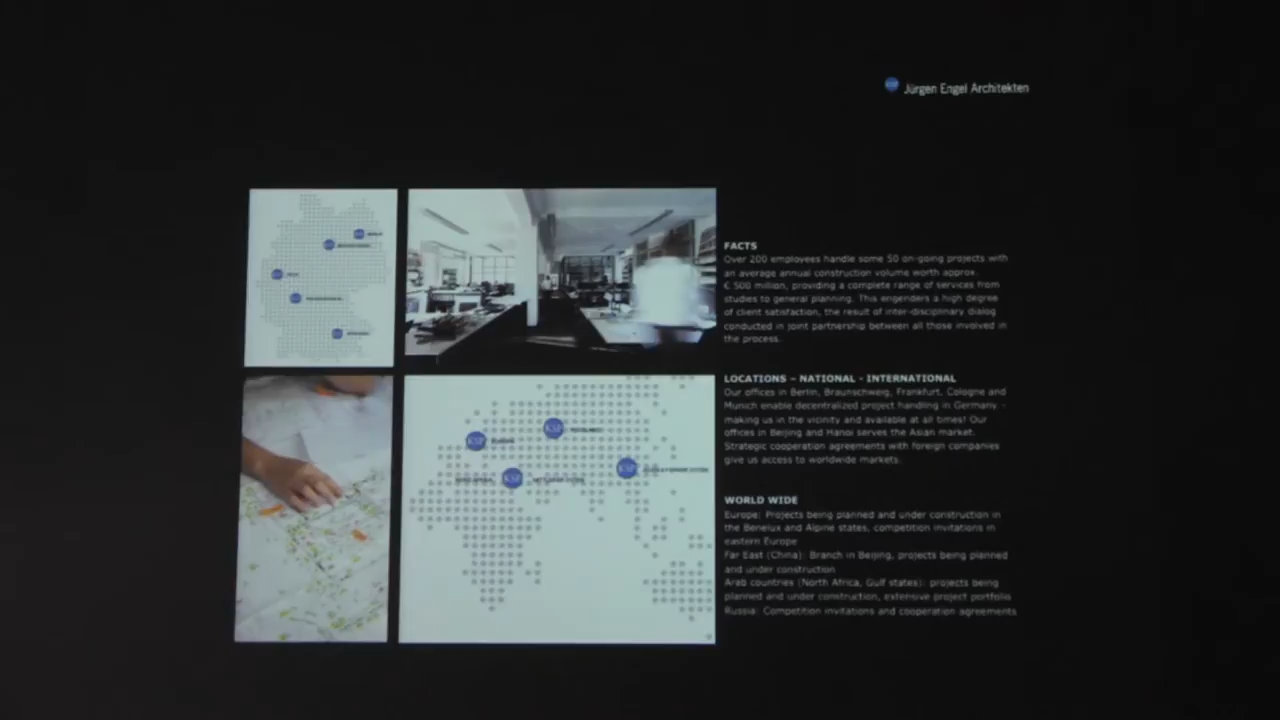 KSP Jürgen Engel Architekten
FACTS
Over 200 employees handle some 50 on-going projects with
an average annual construction volume worth approx.
€ 500 million, providing a complete range of services from
studies to general planning. This engenders a high degree
of client satisfaction, the result of inter-disciplinary dialog
conducted in joint partnership between all those involved in
the process.
LOCATIONS – NATIONAL - INTERNATIONAL
Our offices in Berlin, Braunschweig, Frankfurt, Cologne and
Munich enable decentralized project handling in Germany -
making us in the vicinity and available at all times! Our
offices in Beijing and Hanoi serves the Asian market.
Strategic cooperation agreements with foreign companies
give us access to worldwide markets.
WORLD WIDE
Europe: Projects being planned and under construction in
the Benelux and Alpine states, competition invitations in
eastern Europe
Far East (China): Branch in Beijing, projects being planned
and under construction
Arab countries (North Africa, Gulf states): projects being
planned and under construction, extensive project portfolio
Russia: Competition invitations and cooperation agreements
KSP
KSP
KSP
KSP